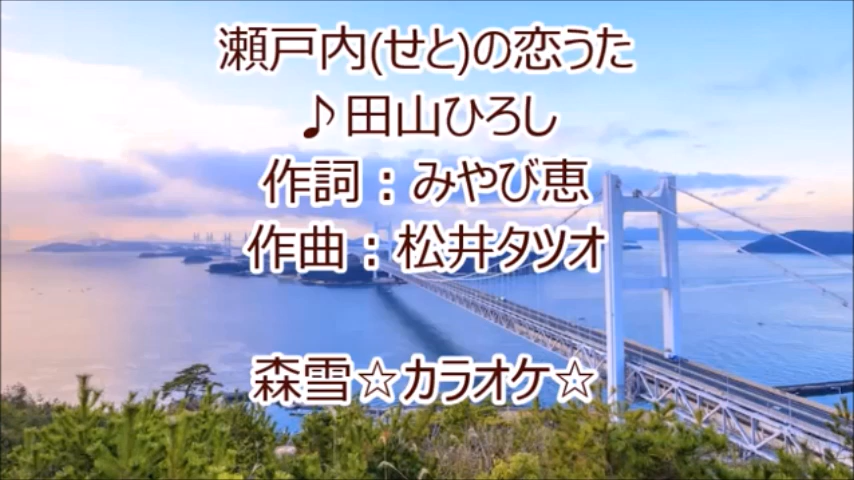 瀬戸内(せと)の恋うた
♪田山ひろし
作詞：みやび恵
作曲：松井タツオ
森雪☆カラオケ☆